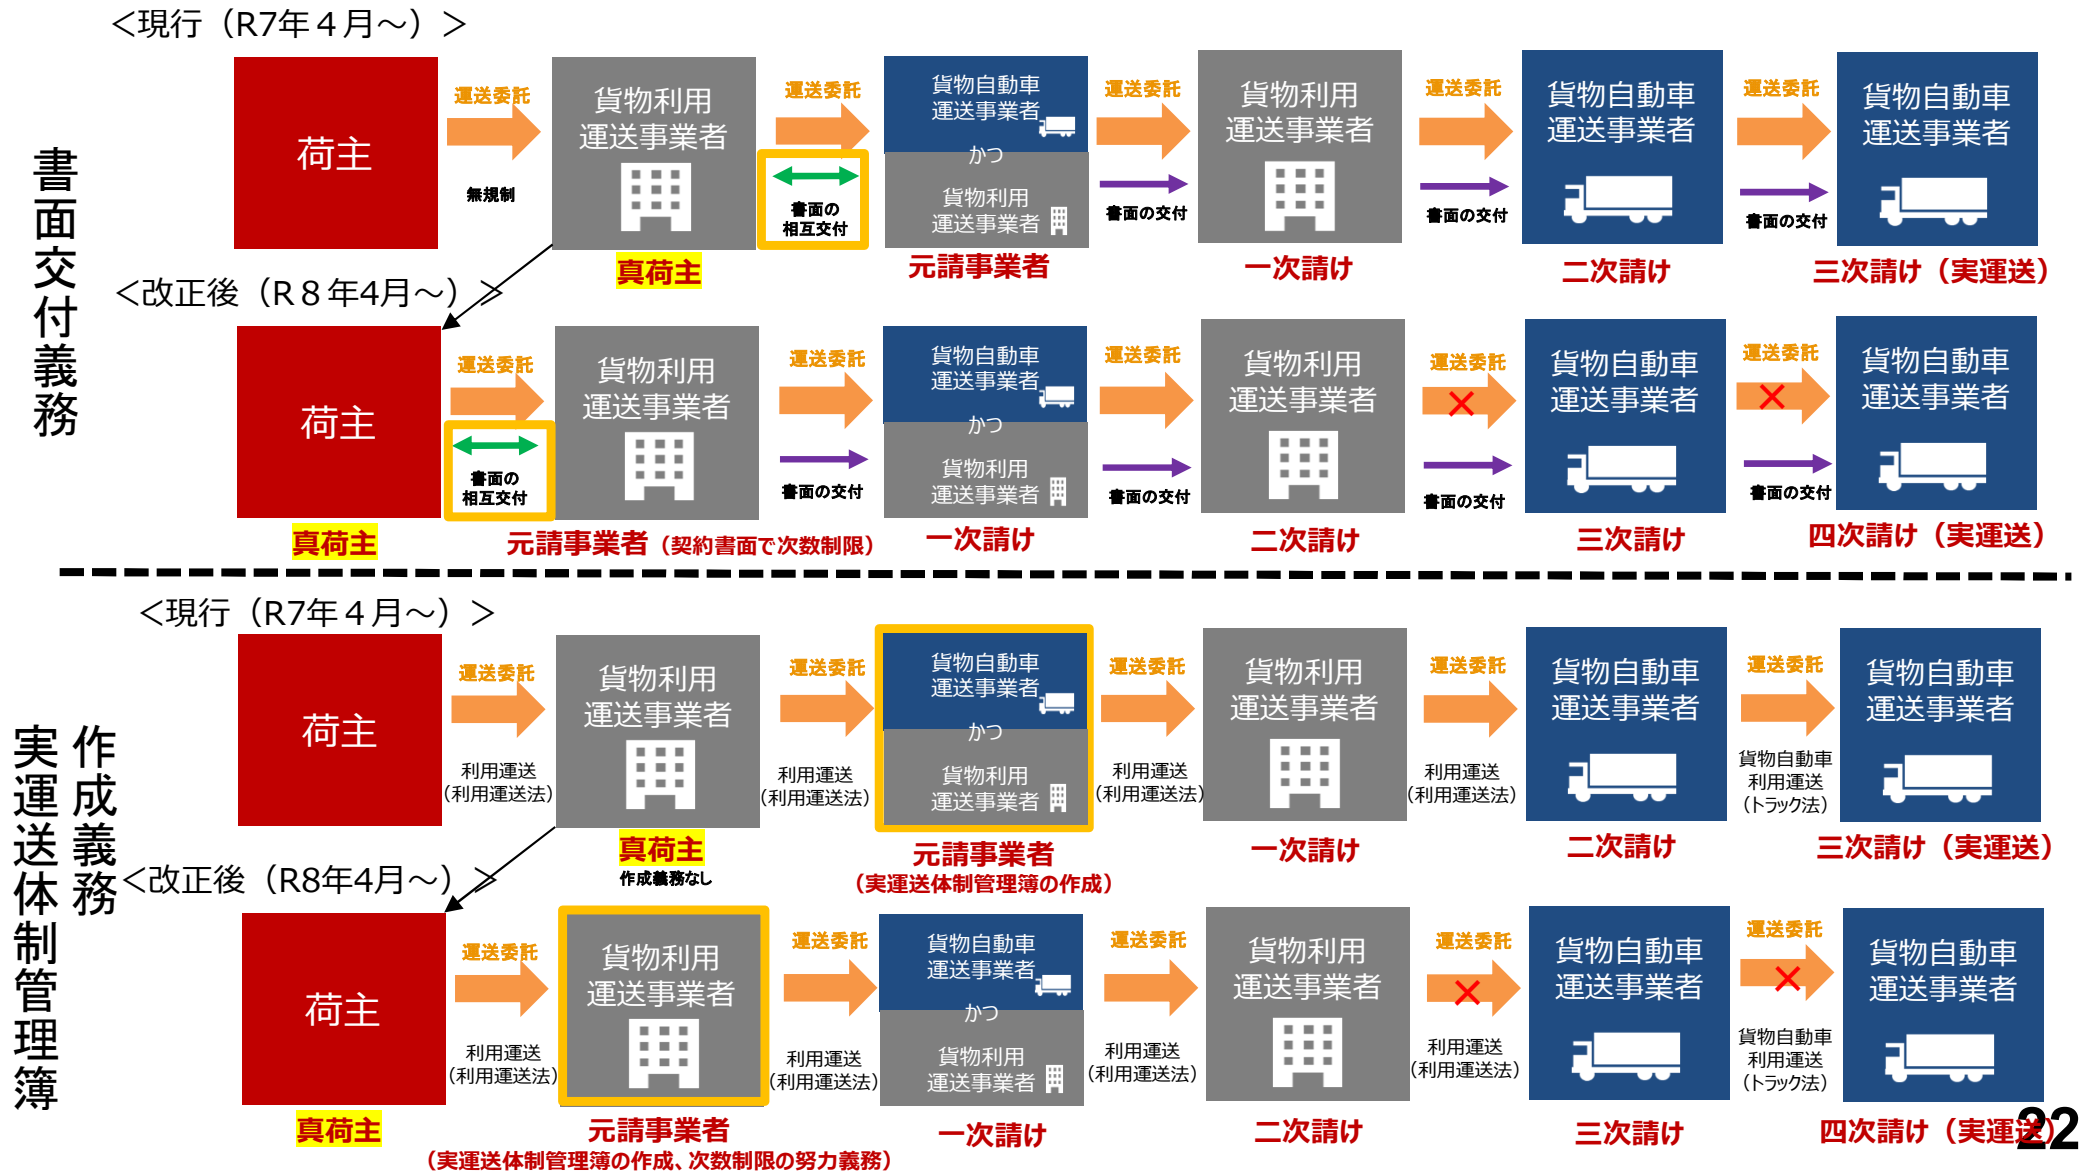 書面交付義務
＜現行（R7年４月～）＞
荷主
運送委託
無規制
貨物利用
運送事業者
真荷主
運送委託
書面の
相互交付
貨物自動車
運送事業者
かつ
貨物利用
運送事業者
元請事業者
運送委託
書面の交付
貨物利用
運送事業者
一次請け
運送委託
書面の交付
貨物自動車
運送事業者
二次請け
運送委託
書面の交付
貨物自動車
運送事業者
三次請け（実運送）
＜改正後（R８年4月～）＞
荷主
真荷主
運送委託
書面の
相互交付
貨物利用
運送事業者
元請事業者（契約書面で次数制限）
運送委託
書面の交付
貨物自動車
運送事業者
かつ
貨物利用
運送事業者
一次請け
運送委託
書面の交付
貨物利用
運送事業者
二次請け
運送委託
書面の交付
貨物自動車
運送事業者
三次請け
運送委託
書面の交付
貨物自動車
運送事業者
四次請け（実運送）
実運送体制管理簿
作成義務
＜現行（R7年４月～）＞
荷主
運送委託
利用運送
（利用運送法）
貨物利用
運送事業者
真荷主
作成義務なし
運送委託
利用運送
（利用運送法）
貨物自動車
運送事業者
かつ
貨物利用
運送事業者
元請事業者
（実運送体制管理簿の作成）
運送委託
利用運送
（利用運送法）
貨物利用
運送事業者
一次請け
運送委託
利用運送
（利用運送法）
貨物自動車
運送事業者
二次請け
運送委託
貨物自動車
利用運送
（トラック法）
貨物自動車
運送事業者
三次請け（実運送）
＜改正後（R8年4月～）＞
荷主
真荷主
運送委託
利用運送
（利用運送法）
貨物利用
運送事業者
元請事業者
（実運送体制管理簿の作成、次数制限の努力義務）
運送委託
利用運送
（利用運送法）
貨物自動車
運送事業者
かつ
貨物利用
運送事業者
一次請け
運送委託
利用運送
（利用運送法）
貨物利用
運送事業者
二次請け
運送委託
利用運送
（利用運送法）
貨物自動車
運送事業者
三次請け
運送委託
貨物自動車
利用運送
（トラック法）
貨物自動車
運送事業者
四次請け（実運送）
22